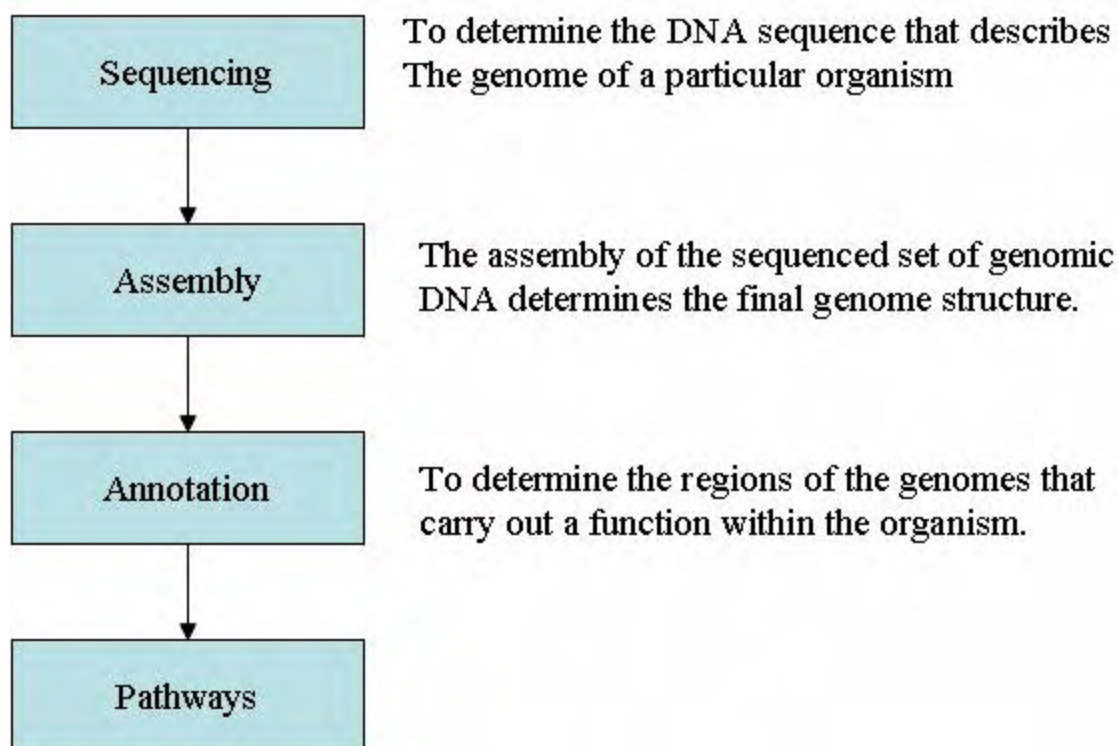 Sequencing
To determine the DNA sequence that describes
The genome of a particular organism
Assembly
The assembly of the sequenced set of genomic
DNA determines the final genome structure.
Annotation
To determine the regions of the genomes that
carry out a function within the organism.
Pathways